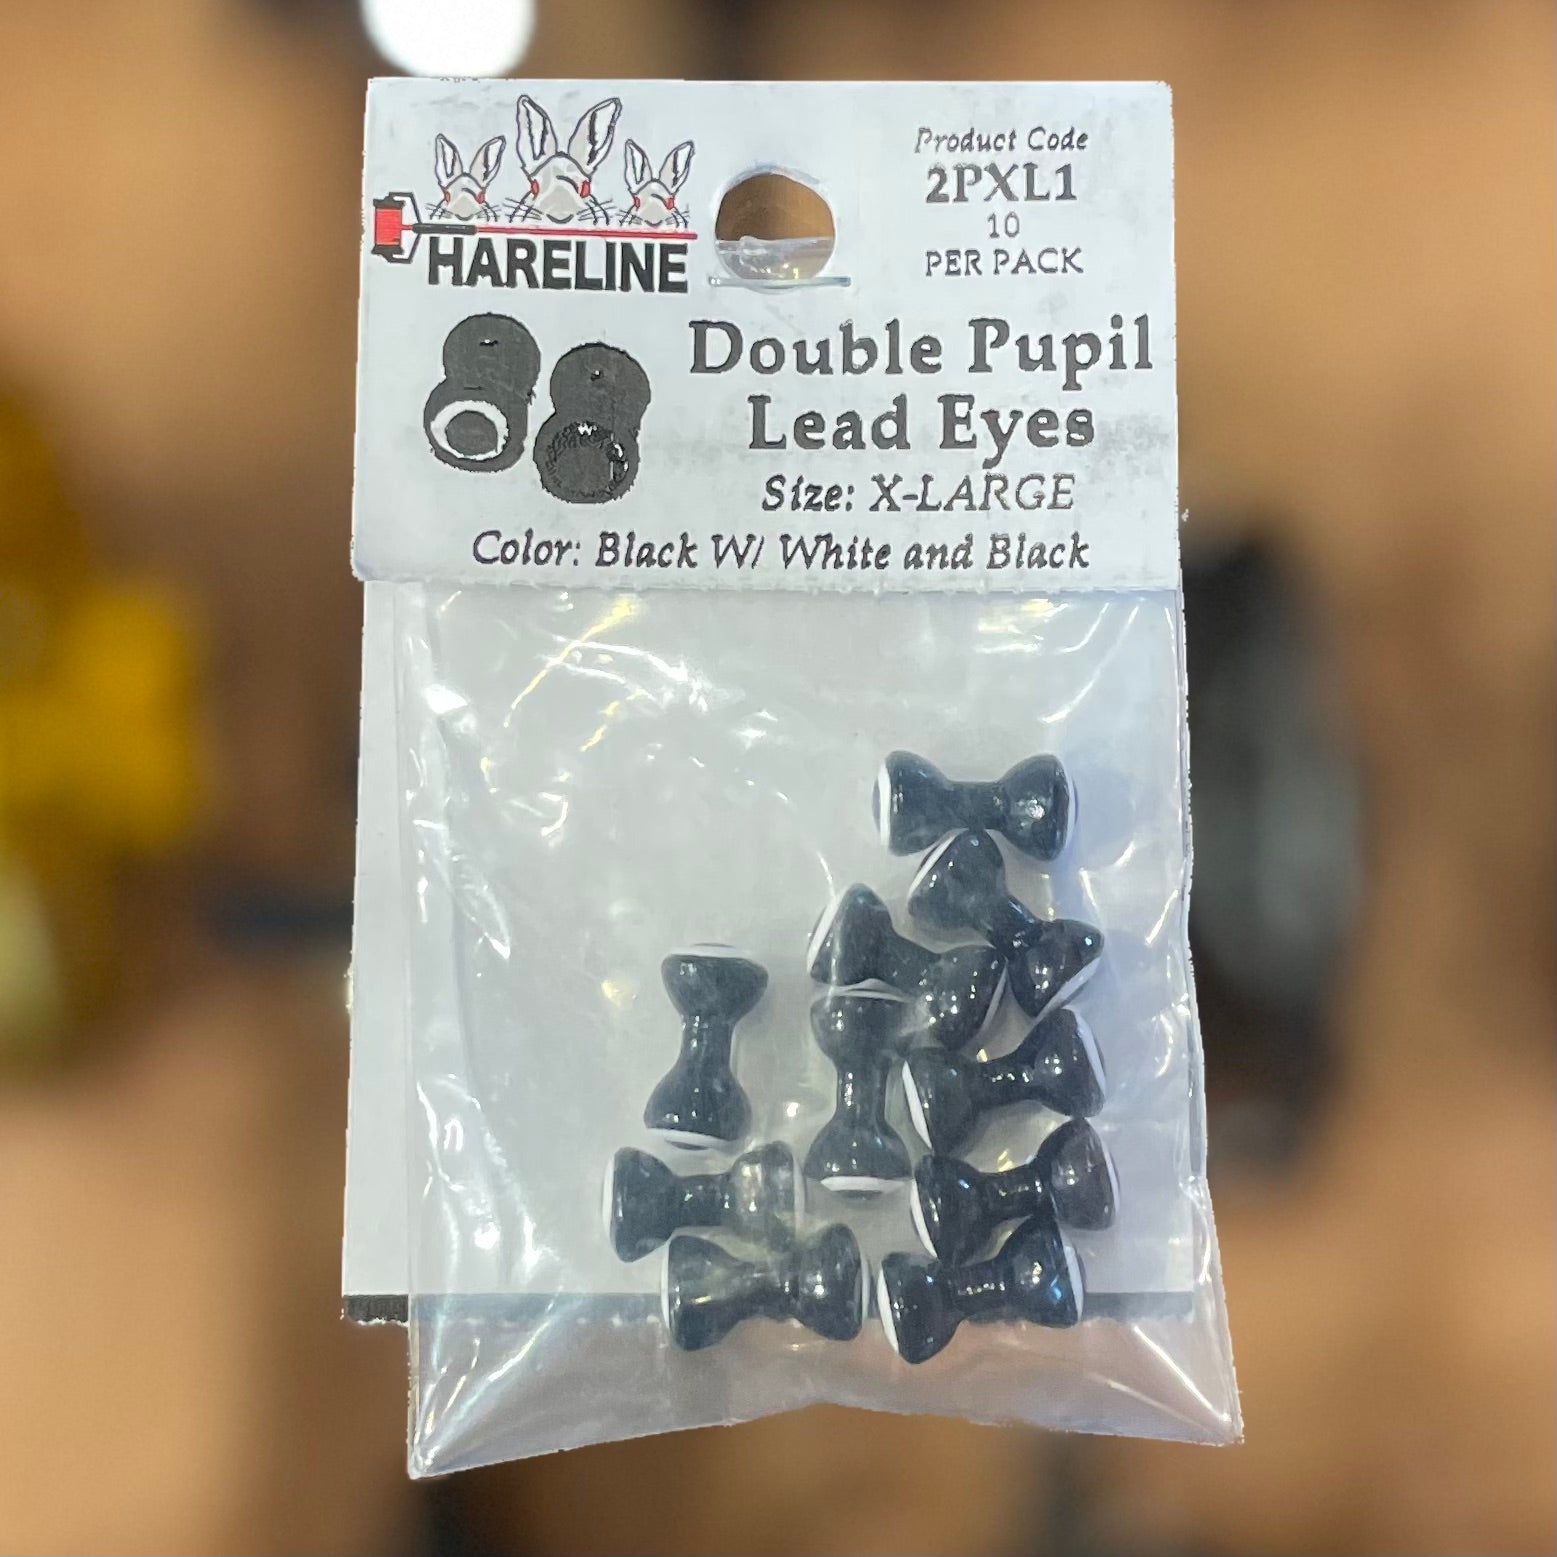 HARELINE
Product Code
2PXL1
10
PER PACK
Double Pupil
Lead Eyes
Size: X-LARGE
Color: Black W/ White and Black